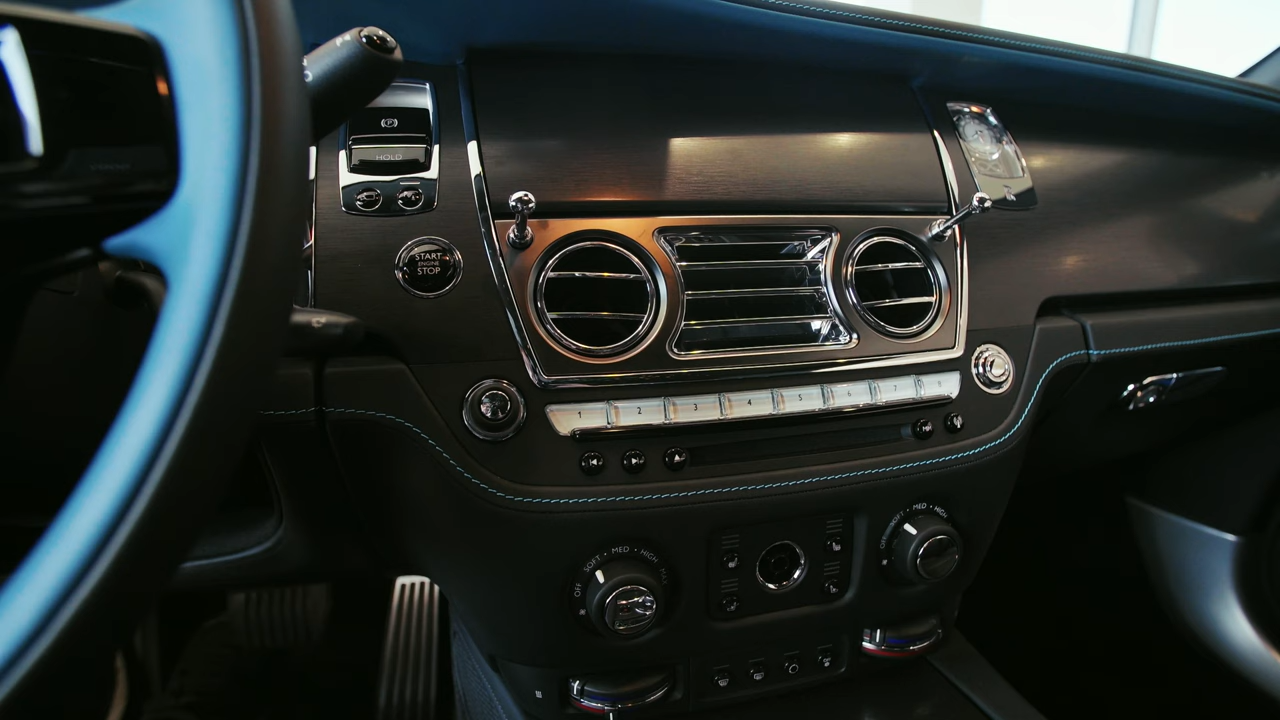 HOLD
START
ENGINE
STOP
1 2 3 4 5 6 7 8
OFF SOFT • MED • HIGH • MAX
OFF SOFT • MED • HIGH